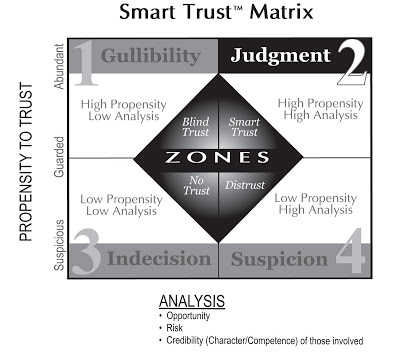 Smart Trust™ Matrix
1 Gullibility
Judgment 2
High Propensity
Low Analysis
High Propensity
High Analysis
Blind
Trust
Smart
Trust
ZONES
No
Trust
Distrust
Low Propensity
Low Analysis
Low Propensity
High Analysis
3 Indecision
Suspicion 4
PROPENSITY TO TRUST
Abundant
Guarded
Suspicious
ANALYSIS
• Opportunity
• Risk
• Credibility (Character/Competence) of those involved